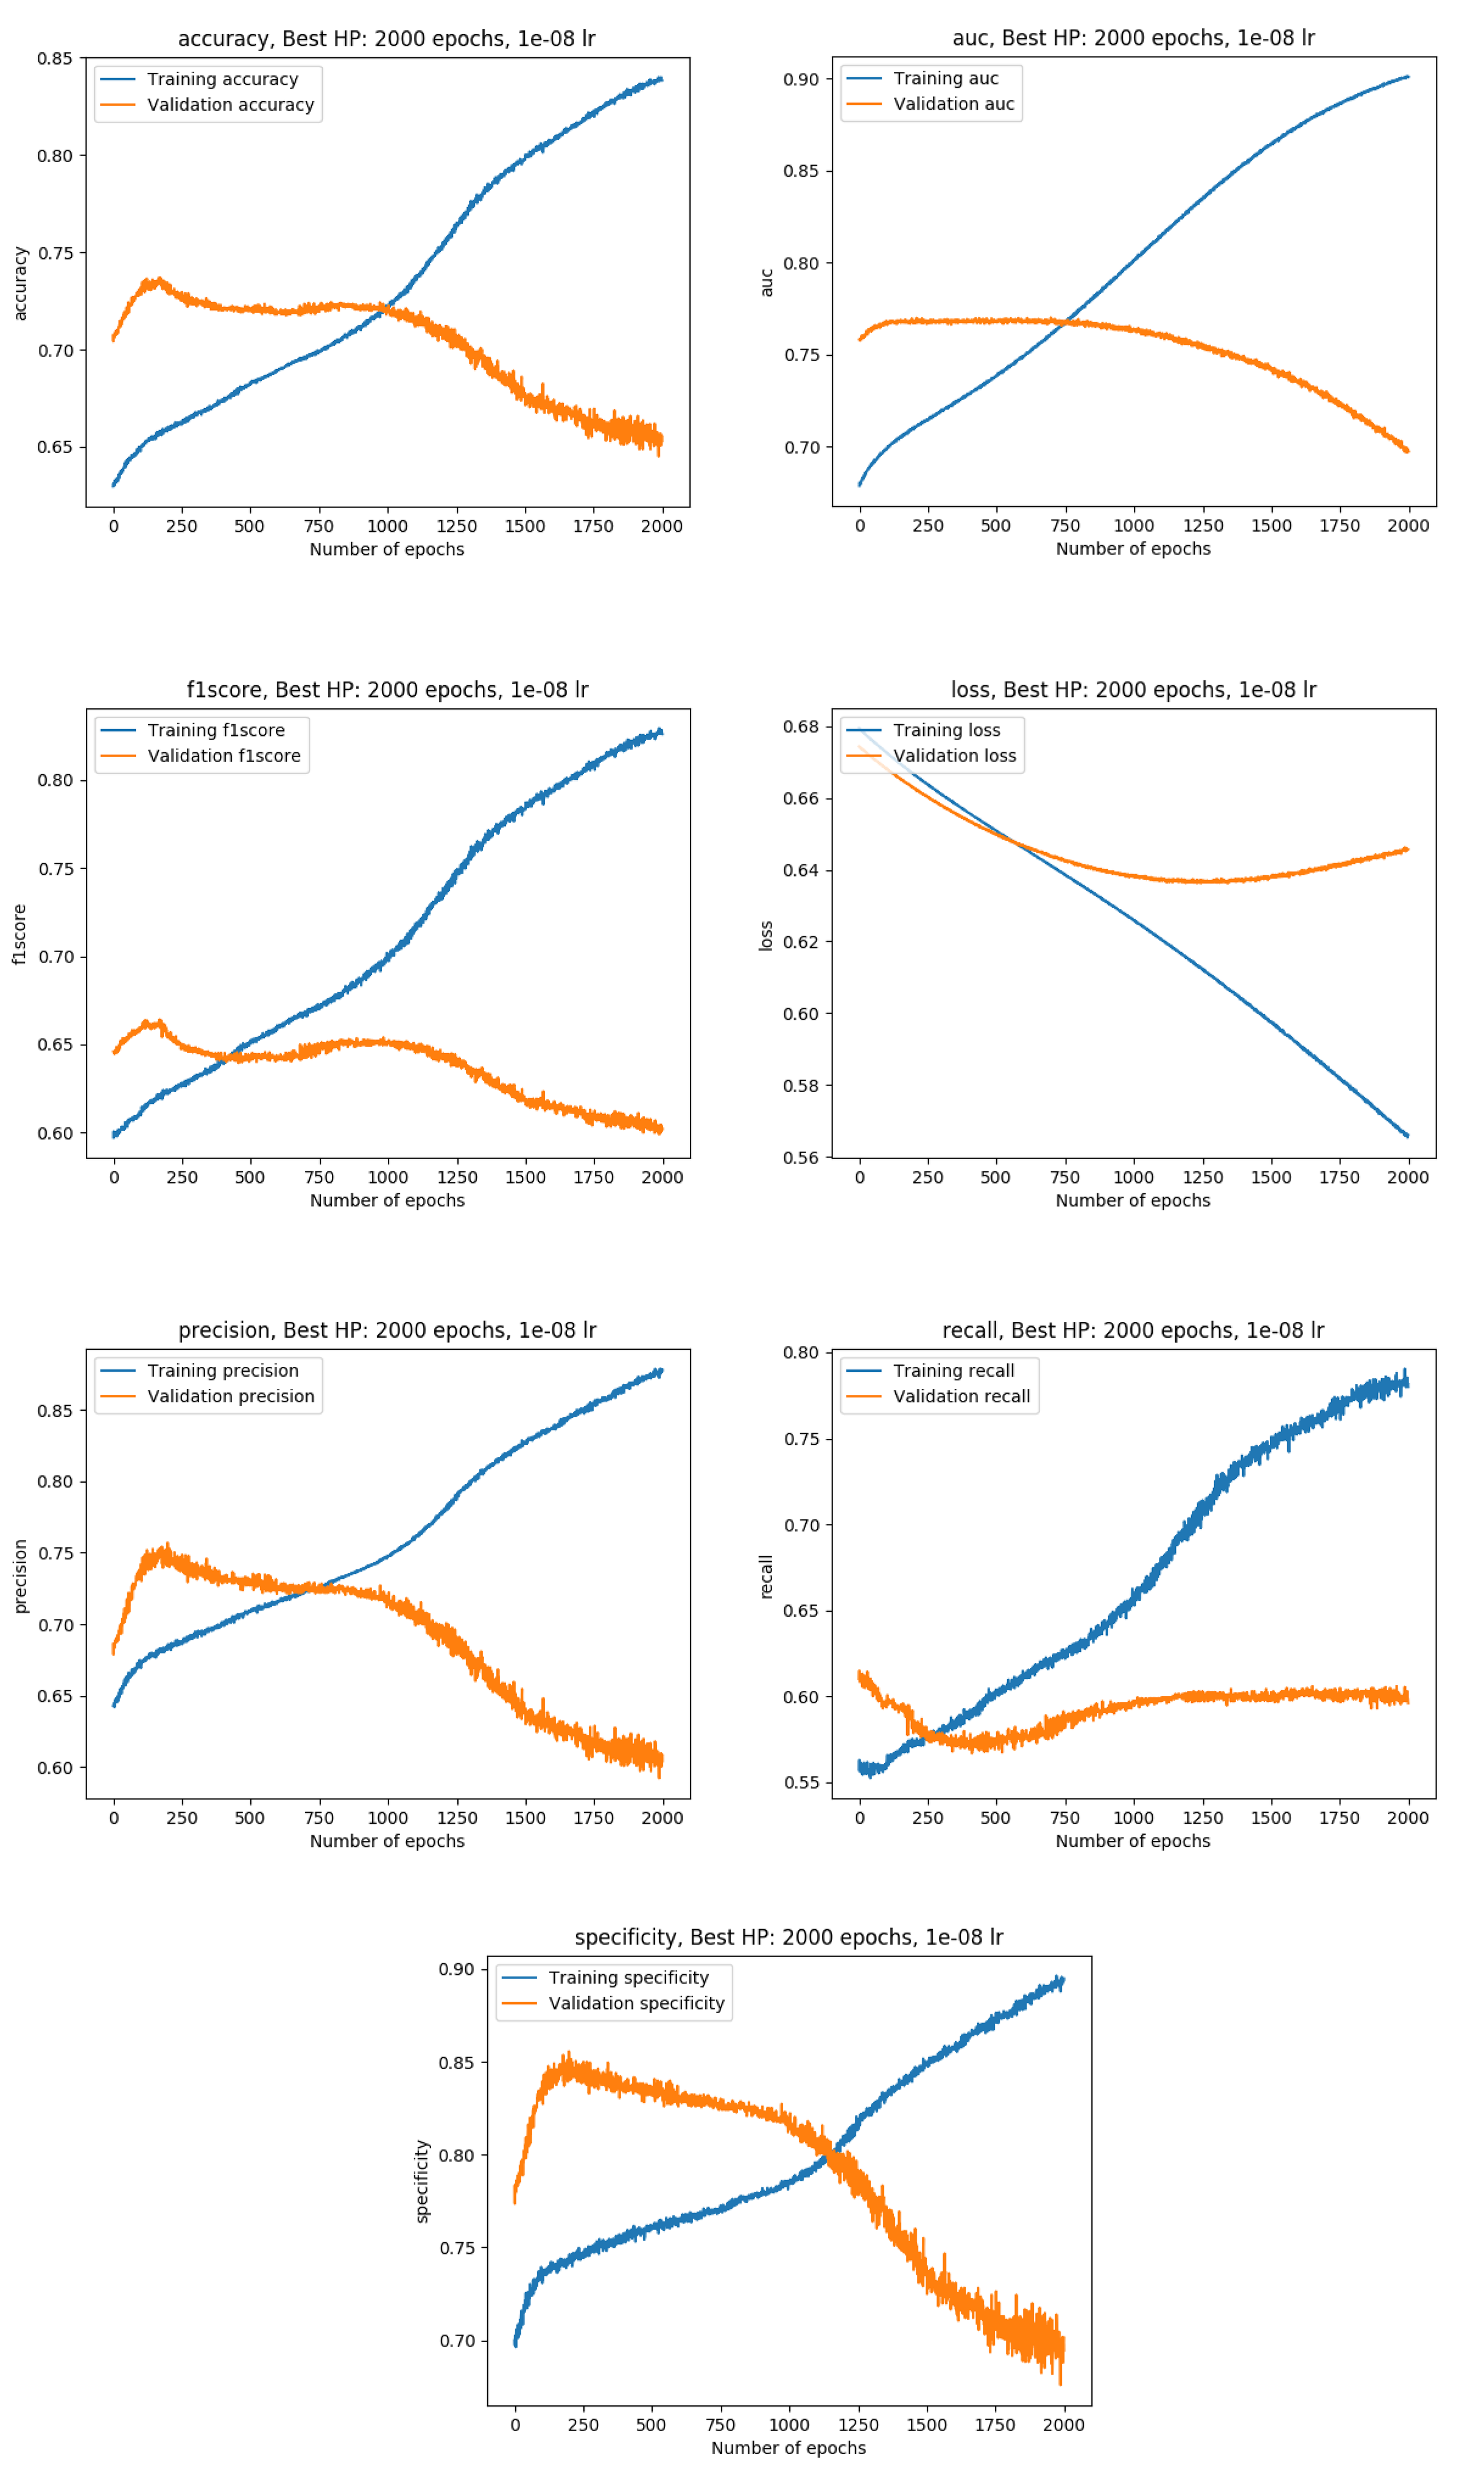 accuracy, Best HP: 2000 epochs, 1e-08 lr
Training accuracy
Validation accuracy
0.85
0.80
0.75
0.70
0.65
accuracy
0 250 500 750 1000 1250 1500 1750 2000
Number of epochs
auc, Best HP: 2000 epochs, 1e-08 lr
Training auc
Validation auc
0.90
0.85
0.80
0.75
0.70
auc
0 250 500 750 1000 1250 1500 1750 2000
Number of epochs
f1score, Best HP: 2000 epochs, 1e-08 lr
Training f1score
Validation f1score
0.80
0.75
0.70
0.65
0.60
f1score
0 250 500 750 1000 1250 1500 1750 2000
Number of epochs
loss, Best HP: 2000 epochs, 1e-08 lr
Training loss
Validation loss
0.68
0.66
0.64
0.62
0.60
0.58
0.56
loss
0 250 500 750 1000 1250 1500 1750 2000
Number of epochs
precision, Best HP: 2000 epochs, 1e-08 lr
Training precision
Validation precision
0.85
0.80
0.75
0.70
0.65
0.60
precision
0 250 500 750 1000 1250 1500 1750 2000
Number of epochs
recall, Best HP: 2000 epochs, 1e-08 lr
Training recall
Validation recall
0.80
0.75
0.70
0.65
0.60
0.55
recall
0 250 500 750 1000 1250 1500 1750 2000
Number of epochs
specificity, Best HP: 2000 epochs, 1e-08 lr
Training specificity
Validation specificity
0.90
0.85
0.80
0.75
0.70
specificity
0 250 500 750 1000 1250 1500 1750 2000
Number of epochs